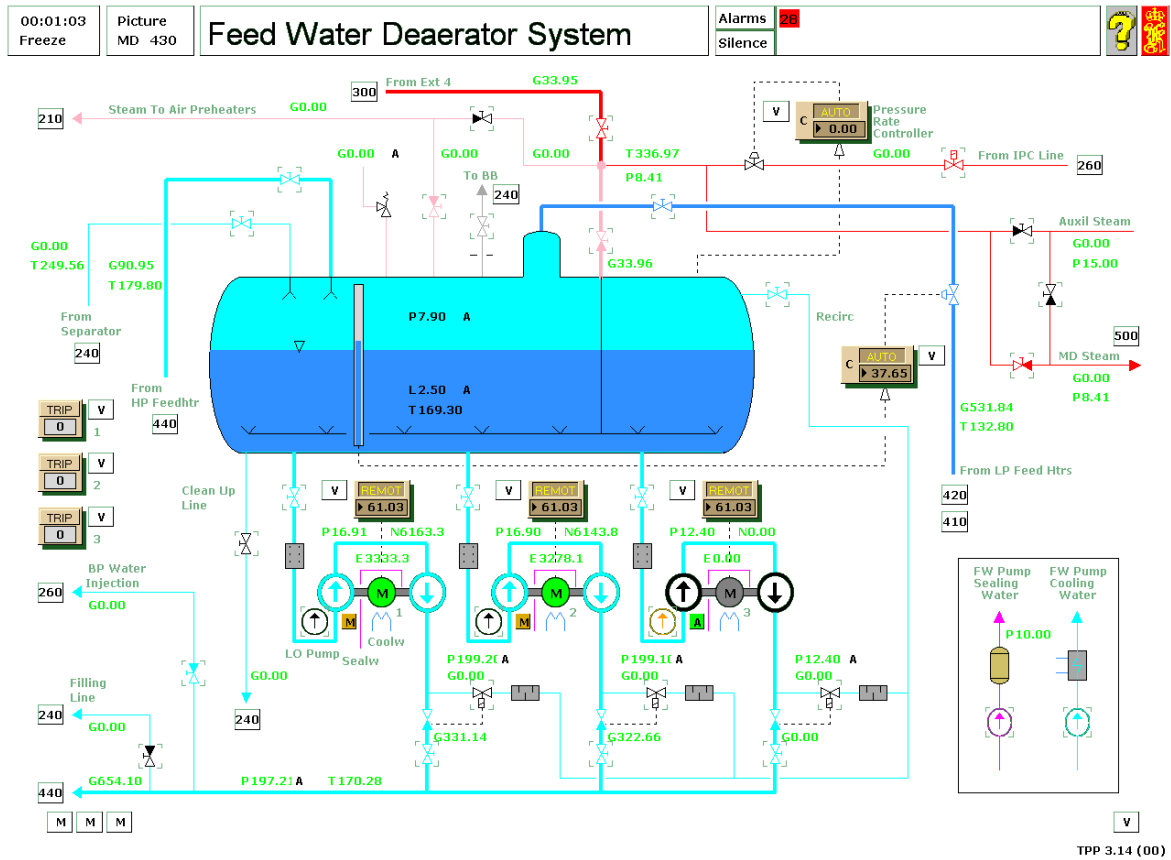 00:01:03
Freeze
Picture
MD 430
Feed Water Deaerator System
Alarms
28
Silence
?
300
From Ext 4
G33.95
210
Steam To Air Preheaters
G0.00
V
C
AUTO
0.00
Pressure
Rate
Controller
G0.00
A
G0.00
G0.00
T336.97
P8.41
G0.00
From IPC Line
260
To BB
240
Auxil Steam
G0.00
P15.00
G0.00
T249.56
G90.95
T179.80
G33.96
From
Separator
240
P7.90
A
Recirc
500
MD Steam
G0.00
P8.41
C
AUTO
37.65
V
From
HP Feedhtr
440
L2.50
A
T169.30
G531.84
T132.80
TRIP
0
V
1
TRIP
0
V
2
TRIP
0
V
3
From LP Feed Htrs
420
410
Clean Up
Line
V
REMOT
61.03
V
REMOT
61.03
V
REMOT
61.03
P16.91
N6163.3
P16.90
N6143.8
P12.40
N0.00
E3333.3
E3278.1
E0.00
BP Water
Injection
260
G0.00
M
1
M
M
2
M
M
3
A
LO Pump
Coolw
Sealw
FW Pump
Sealing
Water
FW Pump
Cooling
Water
P10.00
P199.20
A
G0.00
P199.10
A
G0.00
P12.40
A
G0.00
G0.00
240
Filling
Line
240
G0.00
G331.14
G322.66
G0.00
440
G654.10
P197.21
A
T170.28
M
M
M
V
TPP 3.14 (00)